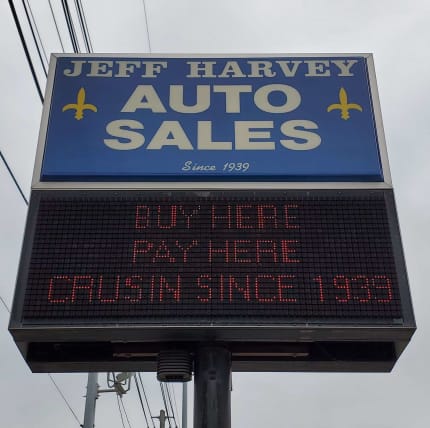 JEFF HARVEY
AUTO
SALES
Since 1939
BUY HERE
PAY HERE
CRUSIN SINCE 1939